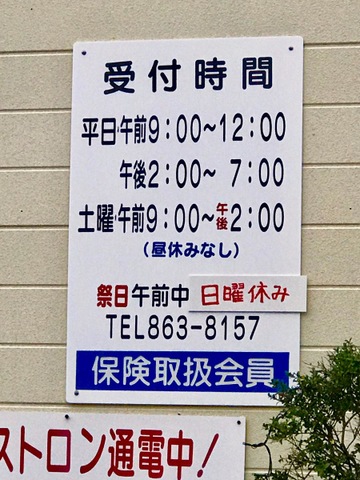 受付時間
平日・午前9:00~12:00
午後2:00~ 7:00
土曜・午前9:00~午後2:00
(昼休みなし)
祭日午前中 日曜休み
TEL863-8157
保険取扱会員
ストロン通電中!